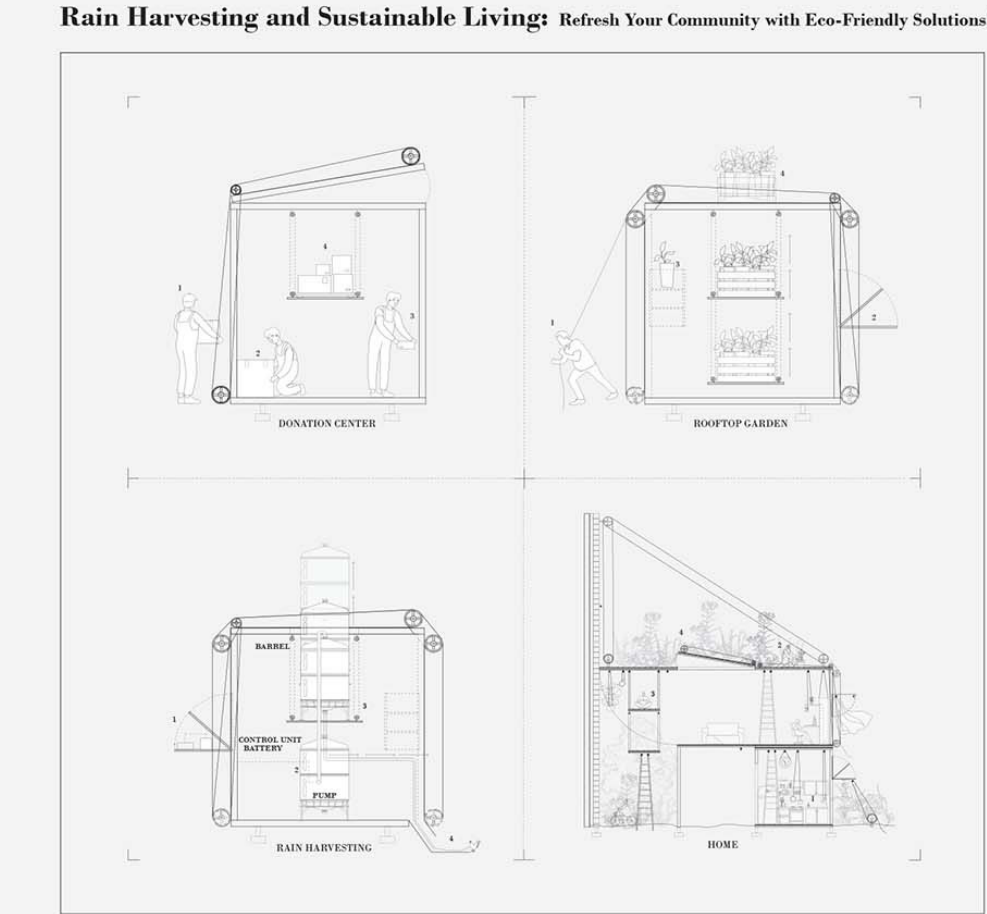 Rain Harvesting and Sustainable Living: Refresh Your Community with Eco-Friendly Solutions
1
2
3
4
DONATION CENTER
1
2
3
4
ROOFTOP GARDEN
BARREL
3
1
CONTROL UNIT
BATTERY
2
PUMP
4
RAIN HARVESTING
4
2
3
1
HOME